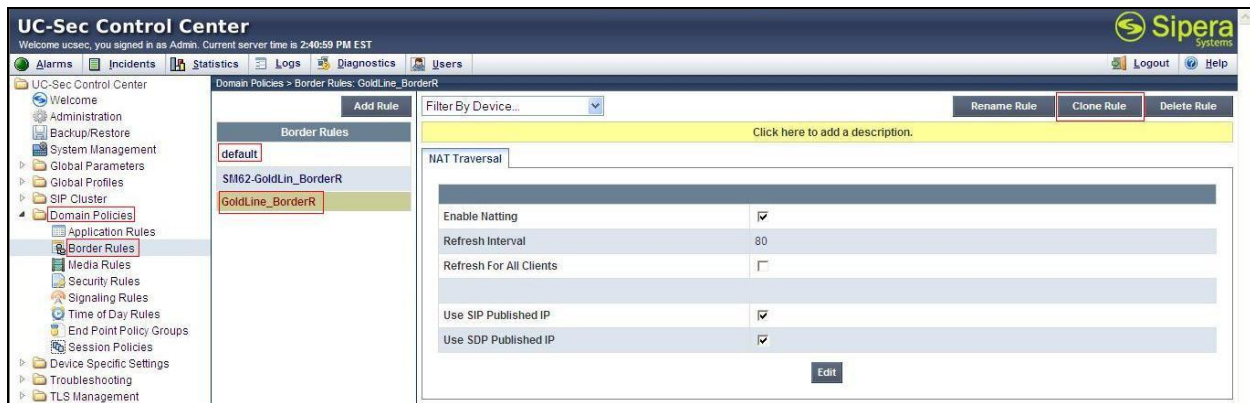 UC-Sec Control Center
Welcome ucsec, you signed in as Admin. Current server time is 2:40:59 PM EST
Sipera
Systems
Alarms Incidents Statistics Logs Diagnostics Users Logout Help
UC-Sec Control Center
Welcome
Administration
Backup/Restore
System Management
Global Parameters
Global Profiles
SIP Cluster
Domain Policies
Application Rules
Border Rules
Media Rules
Security Rules
Signaling Rules
Time of Day Rules
End Point Policy Groups
Session Policies
Device Specific Settings
Troubleshooting
TLS Management
Domain Policies > Border Rules: GoldLine_BorderR
Add Rule
Border Rules
default
SM62-GoldLin_BorderR
GoldLine_BorderR
Filter By Device...
Rename Rule Clone Rule Delete Rule
Click here to add a description.
NAT Traversal
Enable Natting
Refresh Interval 80
Refresh For All Clients
Use SIP Published IP
Use SDP Published IP
Edit